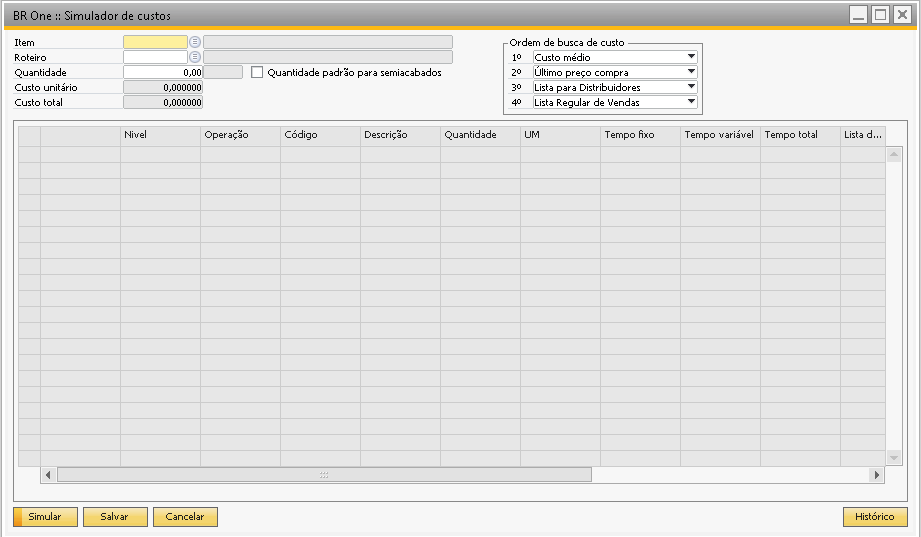 BR One :: Simulador de custos
Item
Roteiro
Quantidade 0,00 Quantidade padrão para semiacabados
Custo unitário 0,000000
Custo total 0,000000
Ordem de busca de custo
1º Custo médio
2º Último preço compra
3º Lista para Distribuidores
4º Lista Regular de Vendas
Nivel Operação Código Descrição Quantidade UM Tempo fixo Tempo variável Tempo total Lista d...
Simular Salvar Cancelar Histórico